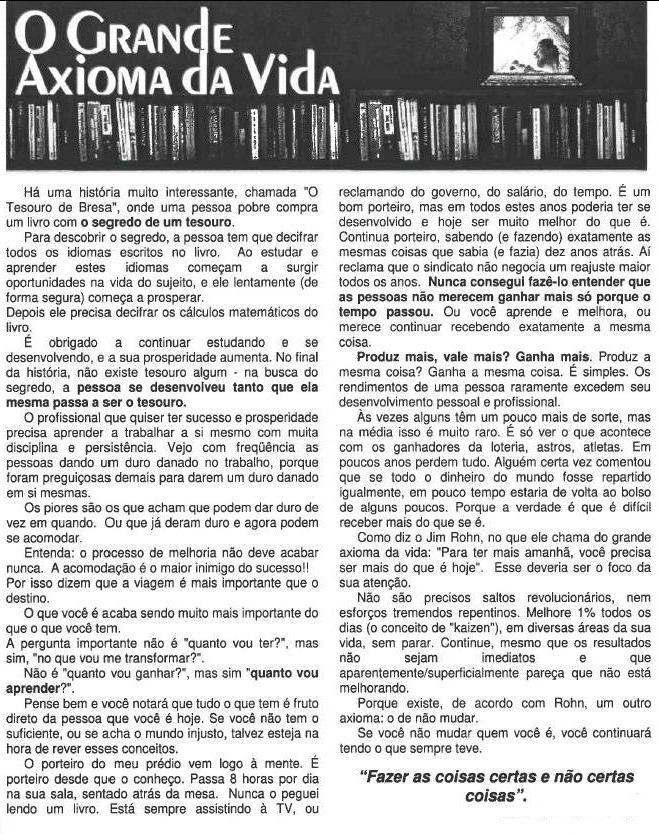 O GRANDE
AXIOMA DA VIDA
Há uma história muito interessante, chamada "O
Tesouro de Bresa", onde uma pessoa pobre compra
um livro com o segredo de um tesouro.
Para descobrir o segredo, a pessoa tem que decifrar
todos os idiomas escritos no livro. Ao estudar e
aprender estes idiomas começam a surgir
oportunidades na vida do sujeito, e ele lentamente (de
forma segura) começa a prosperar.
Depois ele precisa decifrar os cálculos matemáticos do
livro.
É obrigado a continuar estudando e se
desenvolvendo, e a sua prosperidade aumenta. No final
da história, não existe tesouro algum - na busca do
segredo, a pessoa se desenvolveu tanto que ela
mesma passa a ser o tesouro.
O profissional que quiser ter sucesso e prosperidade
precisa aprender a trabalhar a si mesmo com muita
disciplina e persistência. Vejo com freqüência as
pessoas dando um duro danado no trabalho, porque
foram preguiçosas demais para darem um duro danado
em si mesmas.
Os piores são os que acham que podem dar duro de
vez em quando. Ou que já deram duro e agora podem
se acomodar.
Entenda: o processo de melhoria não deve acabar
nunca. A acomodação é o maior inimigo do sucesso!!
Por isso dizem que a viagem é mais importante que o
destino.
O que você é acaba sendo muito mais importante do
que o que você tem.
A pergunta importante não é "quanto vou ter?", mas
sim, "no que vou me transformar?".
Não é "quanto vou ganhar?", mas sim "quanto vou
aprender?".
Pense bem e você notará que tudo o que tem é fruto
direto da pessoa que você é hoje. Se você não tem o
suficiente, ou se acha o mundo injusto, talvez esteja na
hora de rever esses conceitos.
O porteiro do meu prédio vem logo à mente. É
porteiro desde que o conheço. Passa 8 horas por dia
na sua sala, sentado atrás da mesa. Nunca o peguei
lendo um livro. Está sempre assistindo à TV, ou
reclamando do governo, do salário, do tempo. É um
bom porteiro, mas em todos estes anos poderia ter se
desenvolvido e hoje ser muito melhor do que é.
Continua porteiro, sabendo (e fazendo) exatamente as
mesmas coisas que sabia (e fazia) dez anos atrás. Aí
reclama que o sindicato não negocia um reajuste maior
todos os anos. Nunca consegui fazê-lo entender que
as pessoas não merecem ganhar mais só porque o
tempo passou. Ou você aprende e melhora, ou
merece continuar recebendo exatamente a mesma
coisa.
Produz mais, vale mais? Ganha mais. Produz a
mesma coisa? Ganha a mesma coisa. É simples. Os
rendimentos de uma pessoa raramente excedem seu
desenvolvimento pessoal e profissional.
Às vezes alguns têm um pouco mais de sorte, mas
na média isso é muito raro. É só ver o que acontece
com os ganhadores da loteria, astros, atletas. Em
poucos anos perdem tudo. Alguém certa vez comentou
que se todo o dinheiro do mundo fosse repartido
igualmente, em pouco tempo estaria de volta ao bolso
de alguns poucos. Porque a verdade é que é difícil
receber mais do que se é.
Como diz o Jim Rohn, no que ele chama do grande
axioma da vida: "Para ter mais amanhã, você precisa
ser mais do que é hoje". Esse deveria ser o foco da
sua atenção.
Não são precisos saltos revolucionários, nem
esforços tremendos repentinos. Melhore 1% todos os
dias (o conceito de "kaizen"), em diversas áreas da sua
vida, sem parar. Continue, mesmo que os resultados
não sejam imediatos e que
aparentemente/superficialmente pareça que não está
melhorando.
Porque existe, de acordo com Rohn, um outro
axioma: o de não mudar.
Se você não mudar quem você é, você continuará
tendo o que sempre teve.
"Fazer as coisas certas e não certas
coisas".